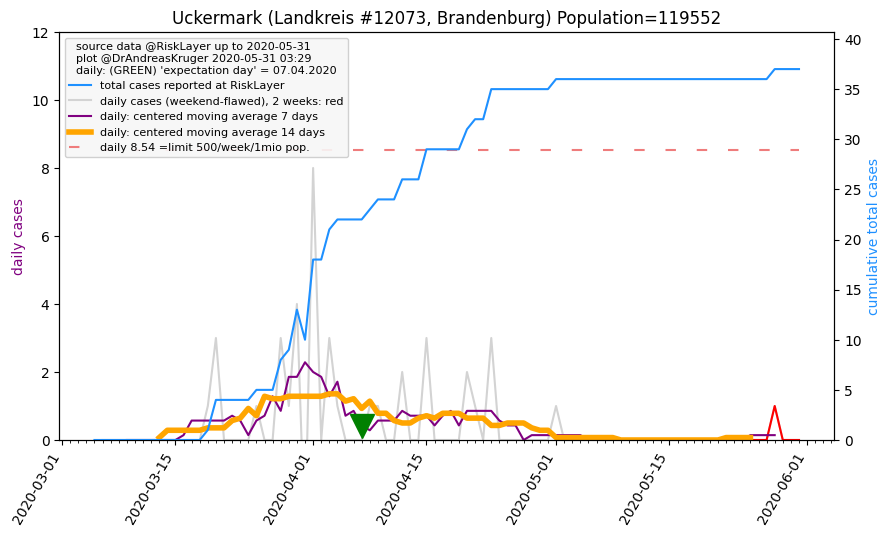 Uckermark (Landkreis #12073, Brandenburg) Population=119552
source data @RiskLayer up to 2020-05-31
plot @DrAndreasKruger 2020-05-31 03:29
daily: (GREEN) 'expectation day' = 07.04.2020
total cases reported at RiskLayer
daily cases (weekend-flawed), 2 weeks: red
daily: centered moving average 7 days
daily: centered moving average 14 days
daily 8.54 =limit 500/week/1mio pop.
daily cases
12
10
8
6
4
2
0
cumulative total cases
40
35
30
25
20
15
10
5
0
2020-03-01
2020-03-15
2020-04-01
2020-04-15
2020-05-01
2020-05-15
2020-06-01